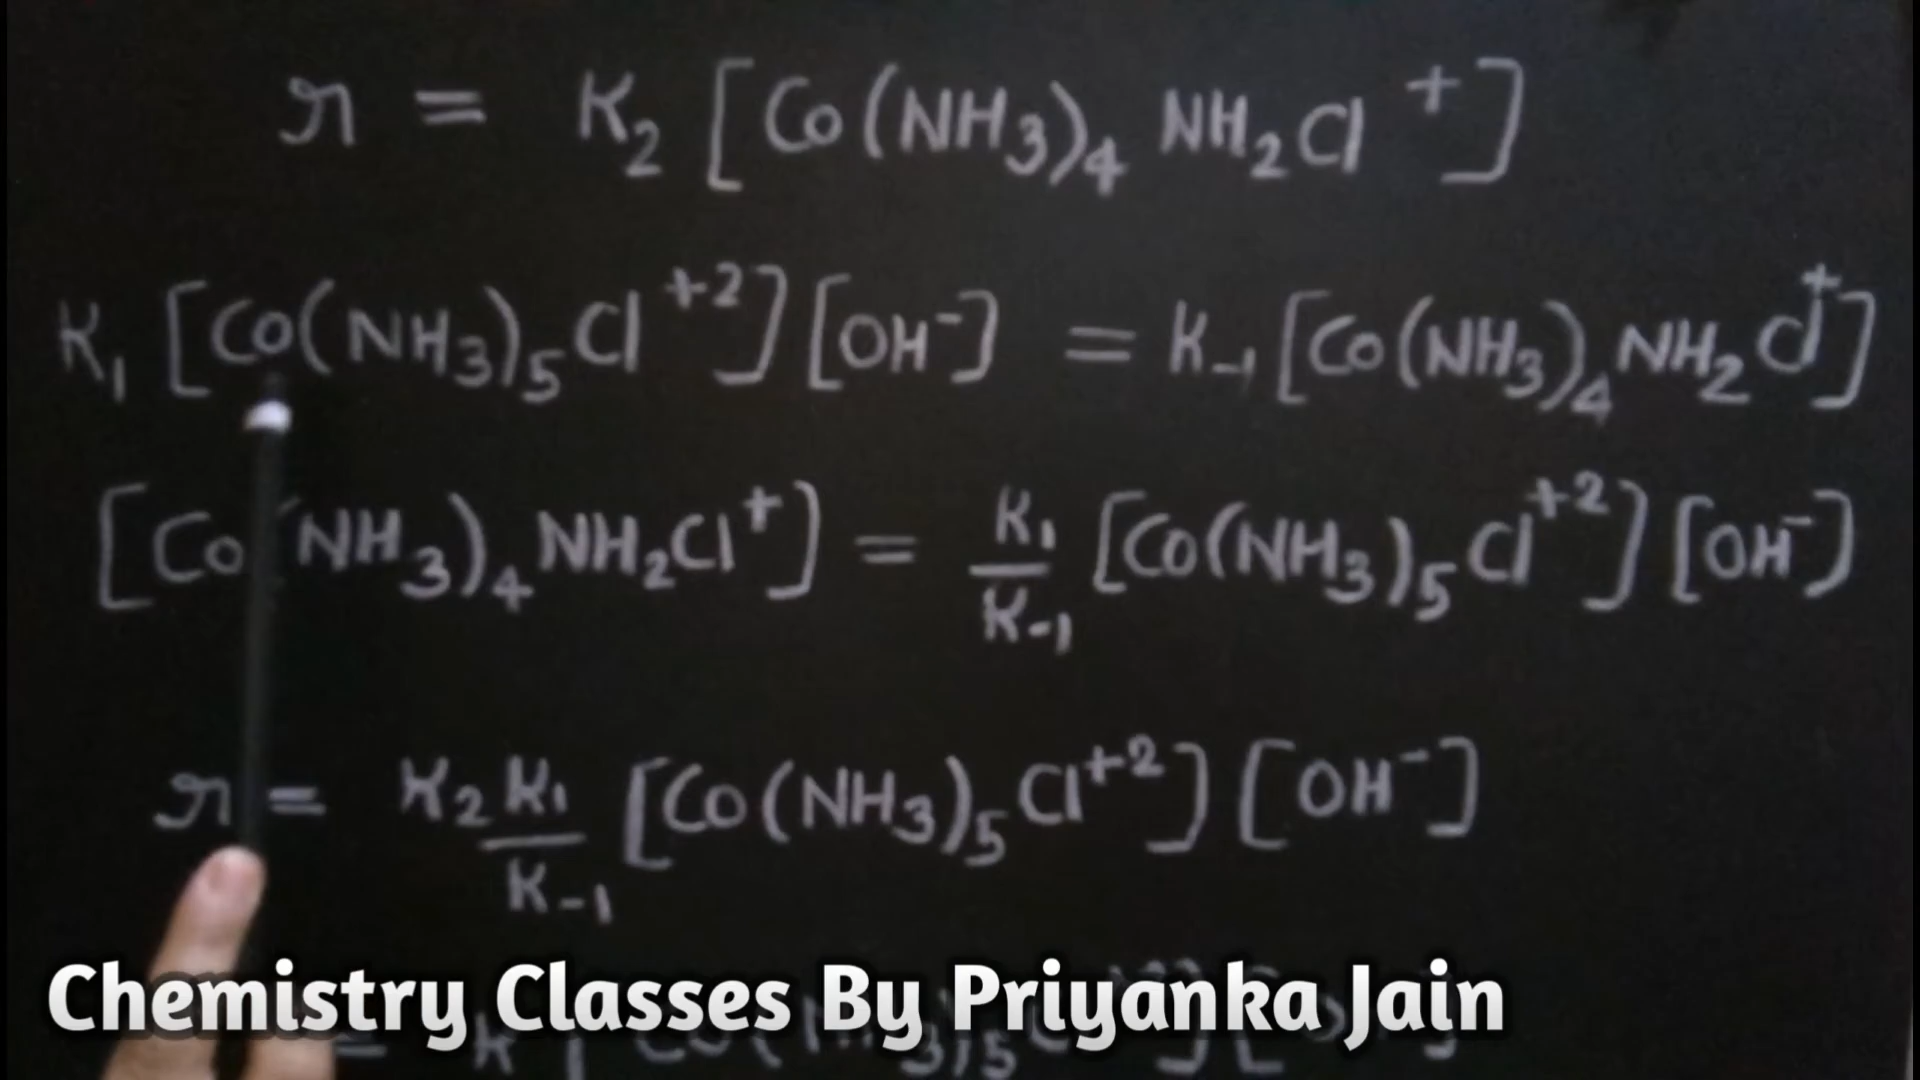 r = K₂ [Co(NH₃)₄ NH₂Cl⁺]
K₁ [Co(NH₃)₅Cl⁺²][OH⁻] = K₋₁ [Co(NH₃)₄NH₂Cl⁺]
[Co(NH₃)₄NH₂Cl⁺] = K₁/K₋₁ [Co(NH₃)₅Cl⁺²][OH⁻]
r = K₂K₁/K₋₁ [Co(NH₃)₅Cl⁺²][OH⁻]
Chemistry Classes By Priyanka Jain